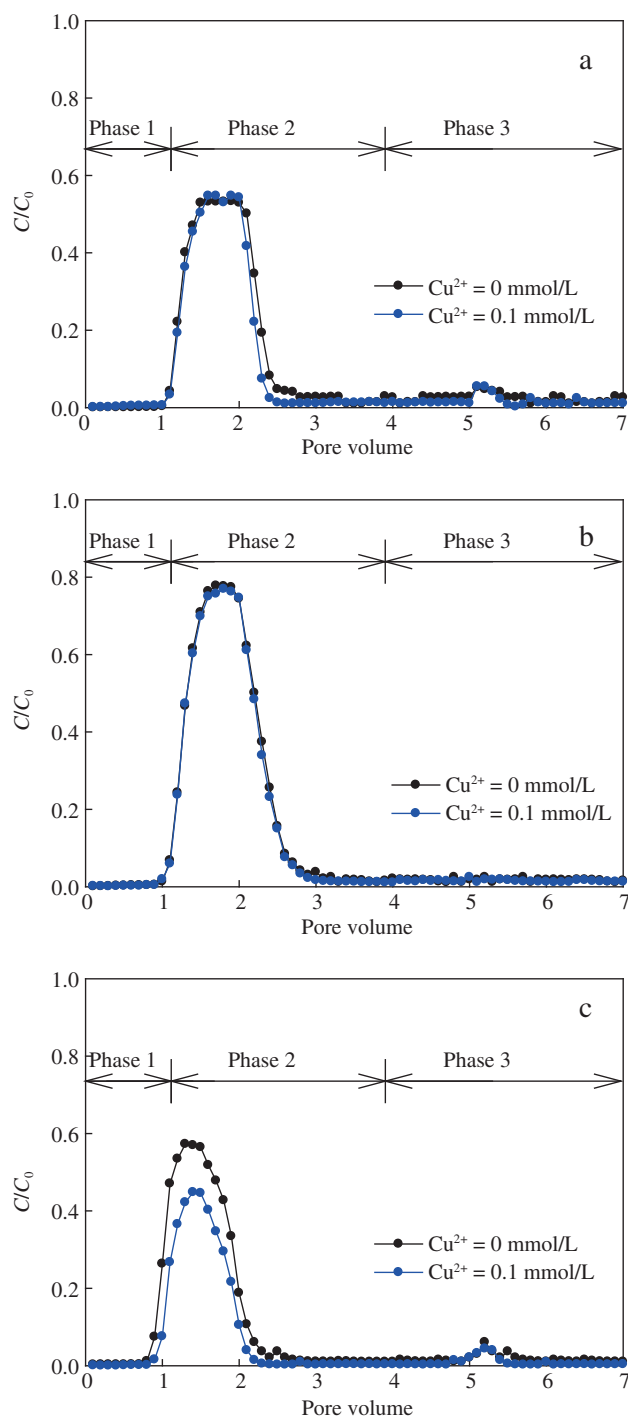 1.0
a
0.8
Phase 1 Phase 2 Phase 3
0.6
C/C₀
0.4
Cu²⁺ = 0 mmol/L
Cu²⁺ = 0.1 mmol/L
0.2
0.0
0 1 2 3 4 5 6 7
Pore volume
1.0
b
Phase 1 Phase 2 Phase 3
0.8
0.6
C/C₀
0.4
Cu²⁺ = 0 mmol/L
Cu²⁺ = 0.1 mmol/L
0.2
0.0
0 1 2 3 4 5 6 7
Pore volume
1.0
c
0.8
Phase 1 Phase 2 Phase 3
0.6
C/C₀
0.4
Cu²⁺ = 0 mmol/L
Cu²⁺ = 0.1 mmol/L
0.2
0.0
0 1 2 3 4 5 6 7
Pore volume